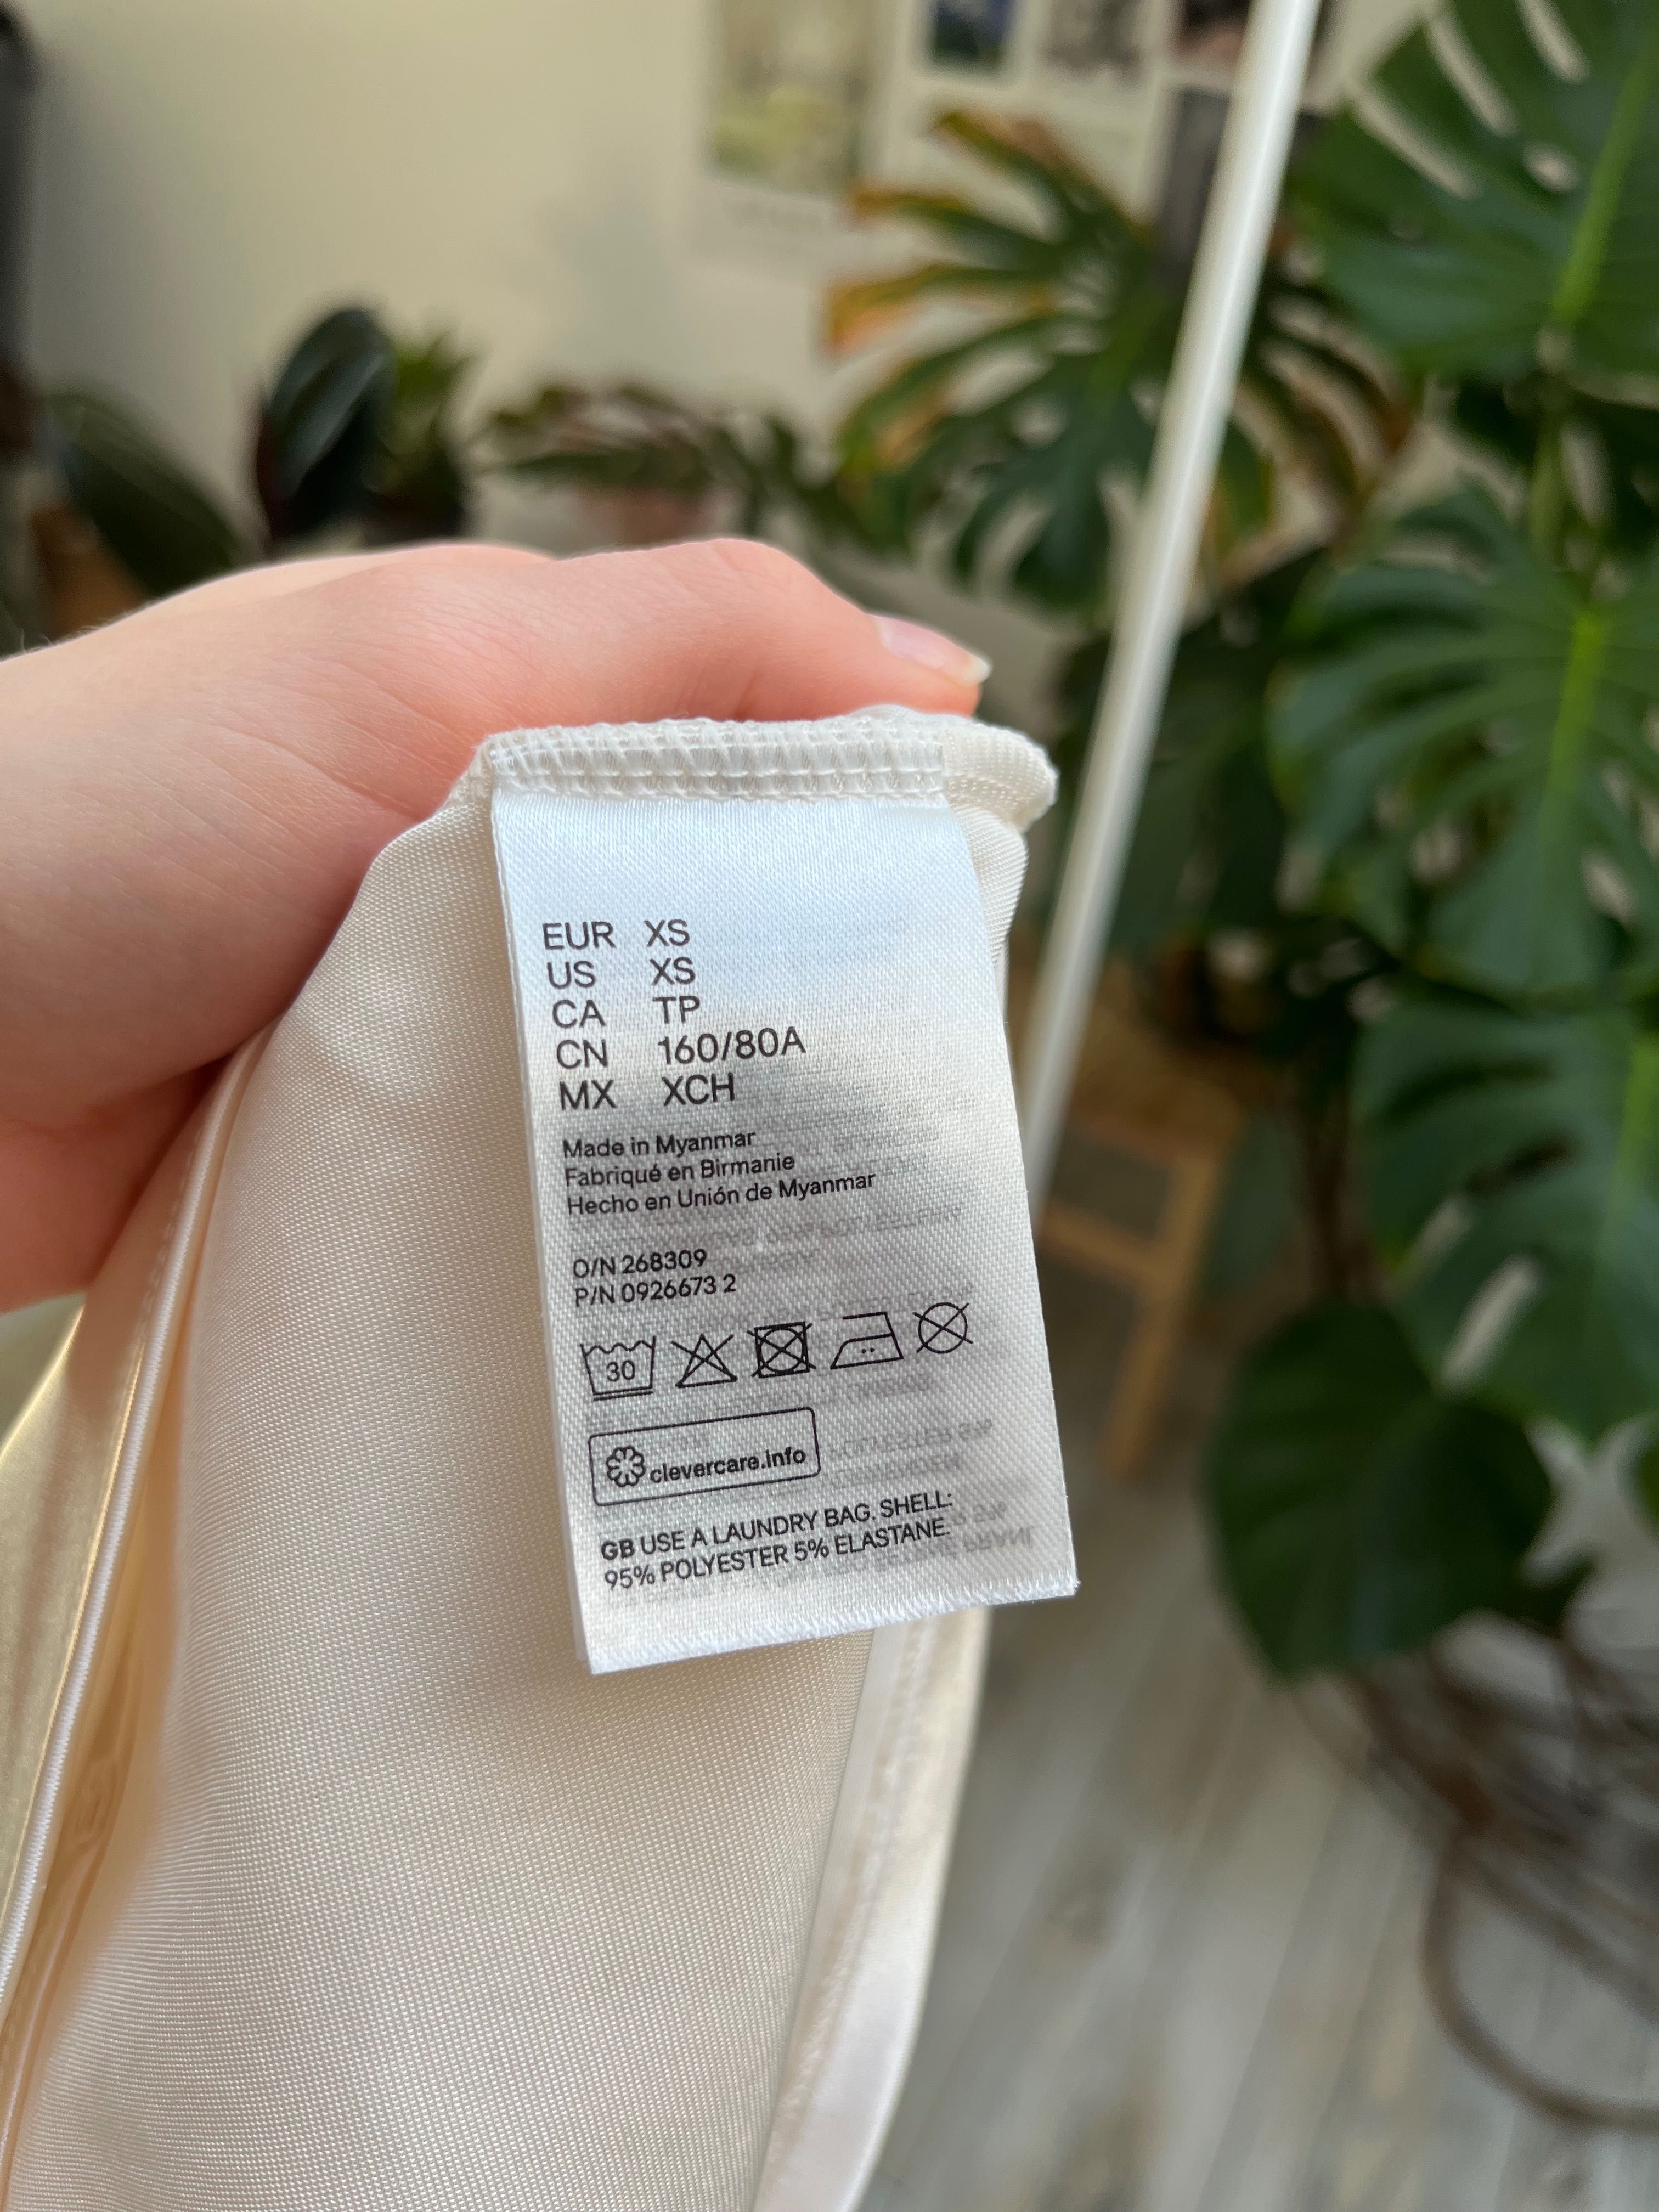 EUR XS
US XS
CA TP
CN 160/80A
MX XCH
Made in Myanmar
Fabriqué en Birmanie
Hecho en Unión de Myanmar
O/N 268309
P/N 0926673 2
30
clevercare.info
GB USE A LAUNDRY BAG. SHELL:
95% POLYESTER 5% ELASTANE.